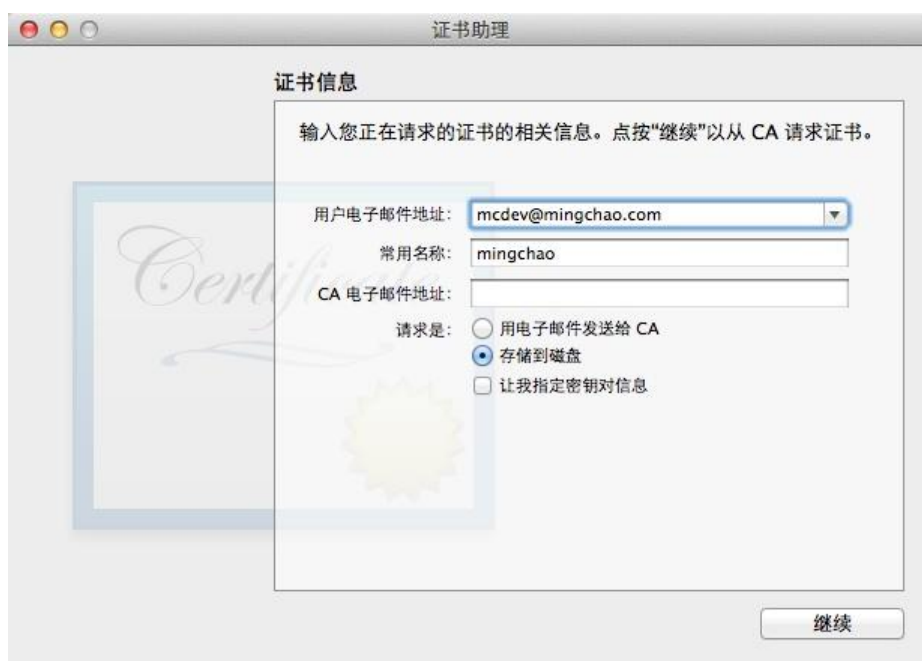 证书助理
证书信息
输入您正在请求的证书的相关信息。点按“继续”以从 CA 请求证书。
用户电子邮件地址： mcdev@mingchao.com
常用名称： mingchao
CA 电子邮件地址：
请求是： 用电子邮件发送给 CA
存储到磁盘
让我指定密钥对信息
Certificate
继续